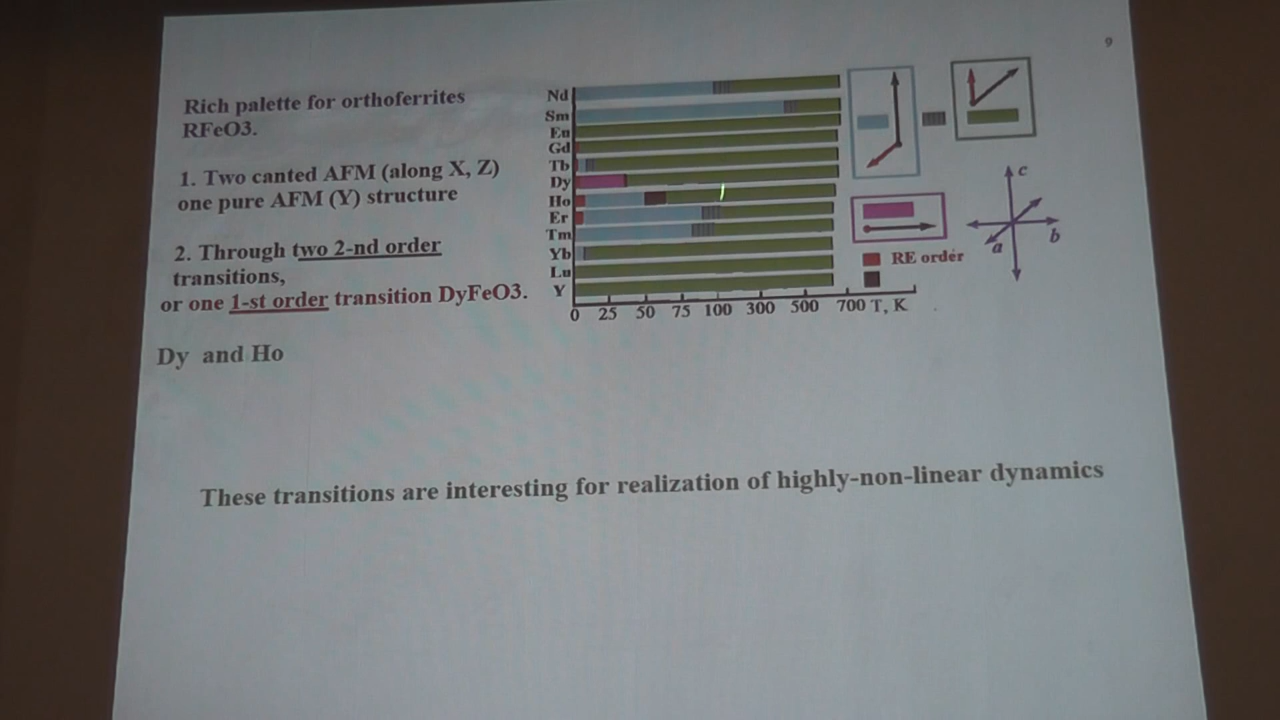 9
Rich palette for orthoferrites
RFeO3.
1. Two canted AFM (along X, Z)
one pure AFM (Y) structure
2. Through two 2-nd order
transitions,
or one 1-st order transition DyFeO3.
Dy and Ho
Nd
Sm
Eu
Gd
Tb
Dy
Ho
Er
Tm
Yb
Lu
Y
0 25 50 75 100 300 500 700 T, K
c
b
a
RE order
These transitions are interesting for realization of highly-non-linear dynamics